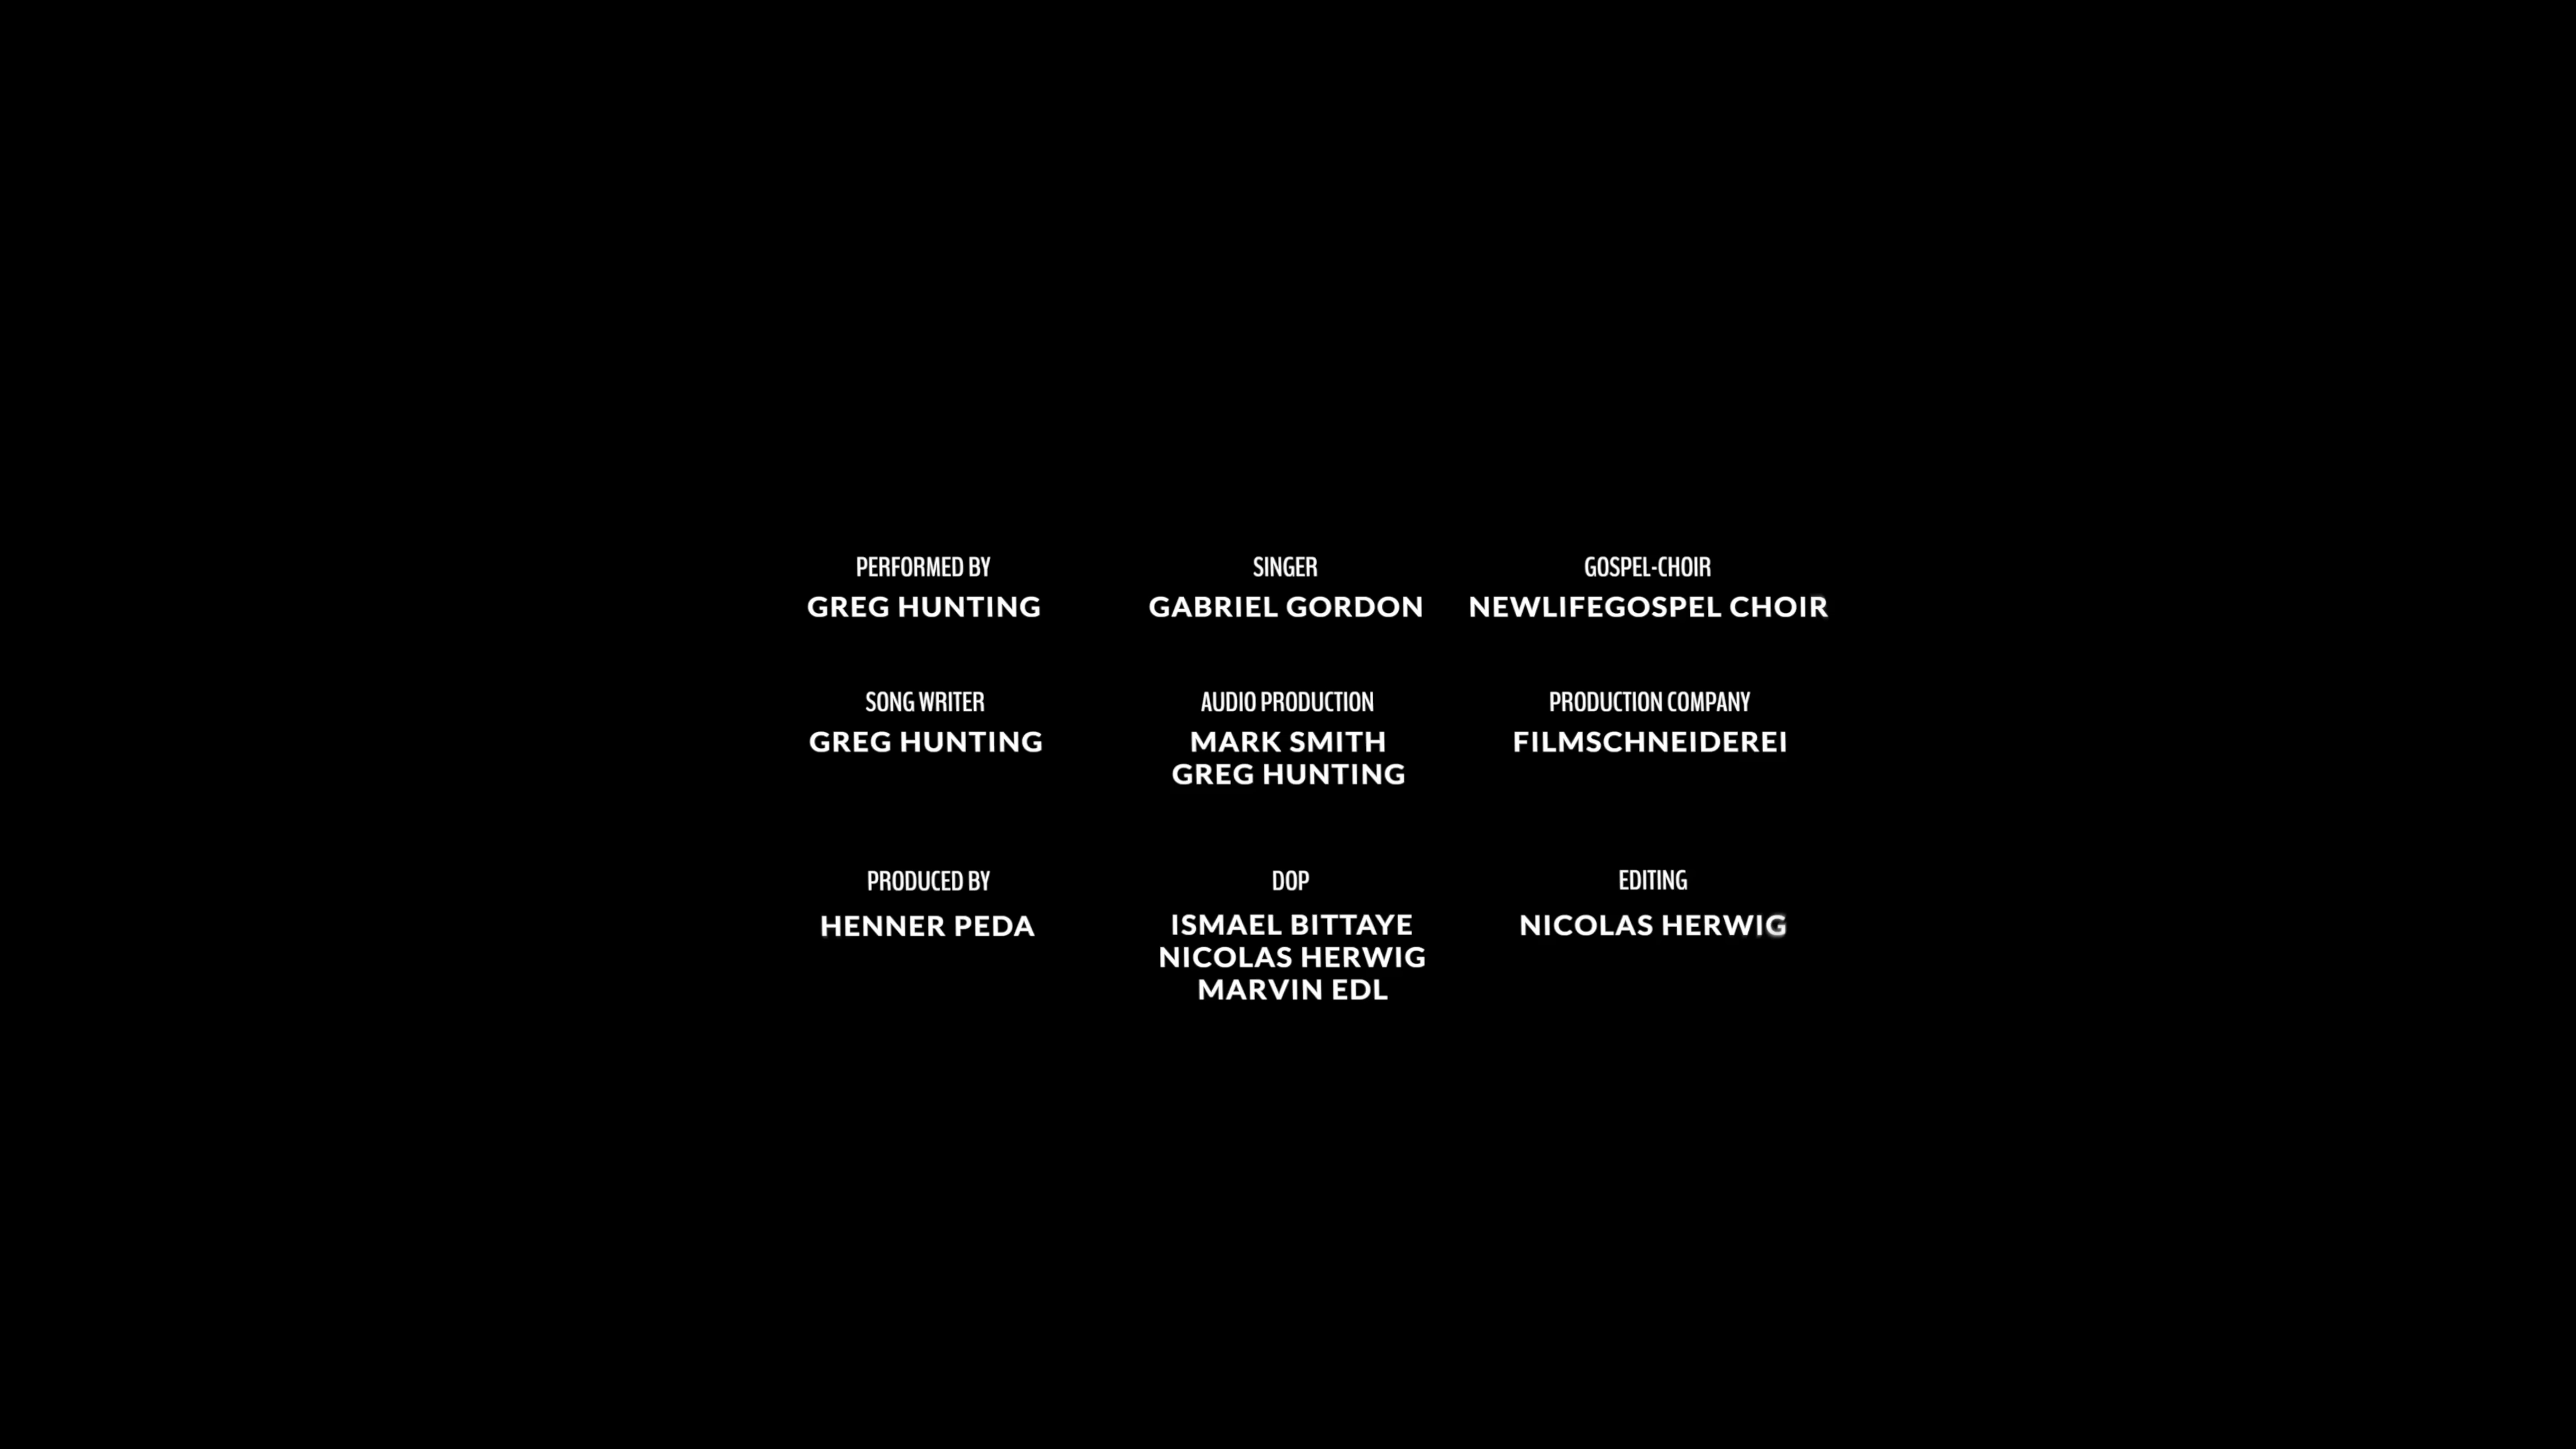 PERFORMED BY
GREG HUNTING
SINGER
GABRIEL GORDON
GOSPEL-CHOIR
NEWLIFEGOSPEL CHOIR
SONG WRITER
GREG HUNTING
AUDIO PRODUCTION
MARK SMITH
GREG HUNTING
PRODUCTION COMPANY
FILMSCHNEIDEREI
PRODUCED BY
HENNER PEDA
DOP
ISMAEL BITTAYE
NICOLAS HERWIG
MARVIN EDL
EDITING
NICOLAS HERWIG